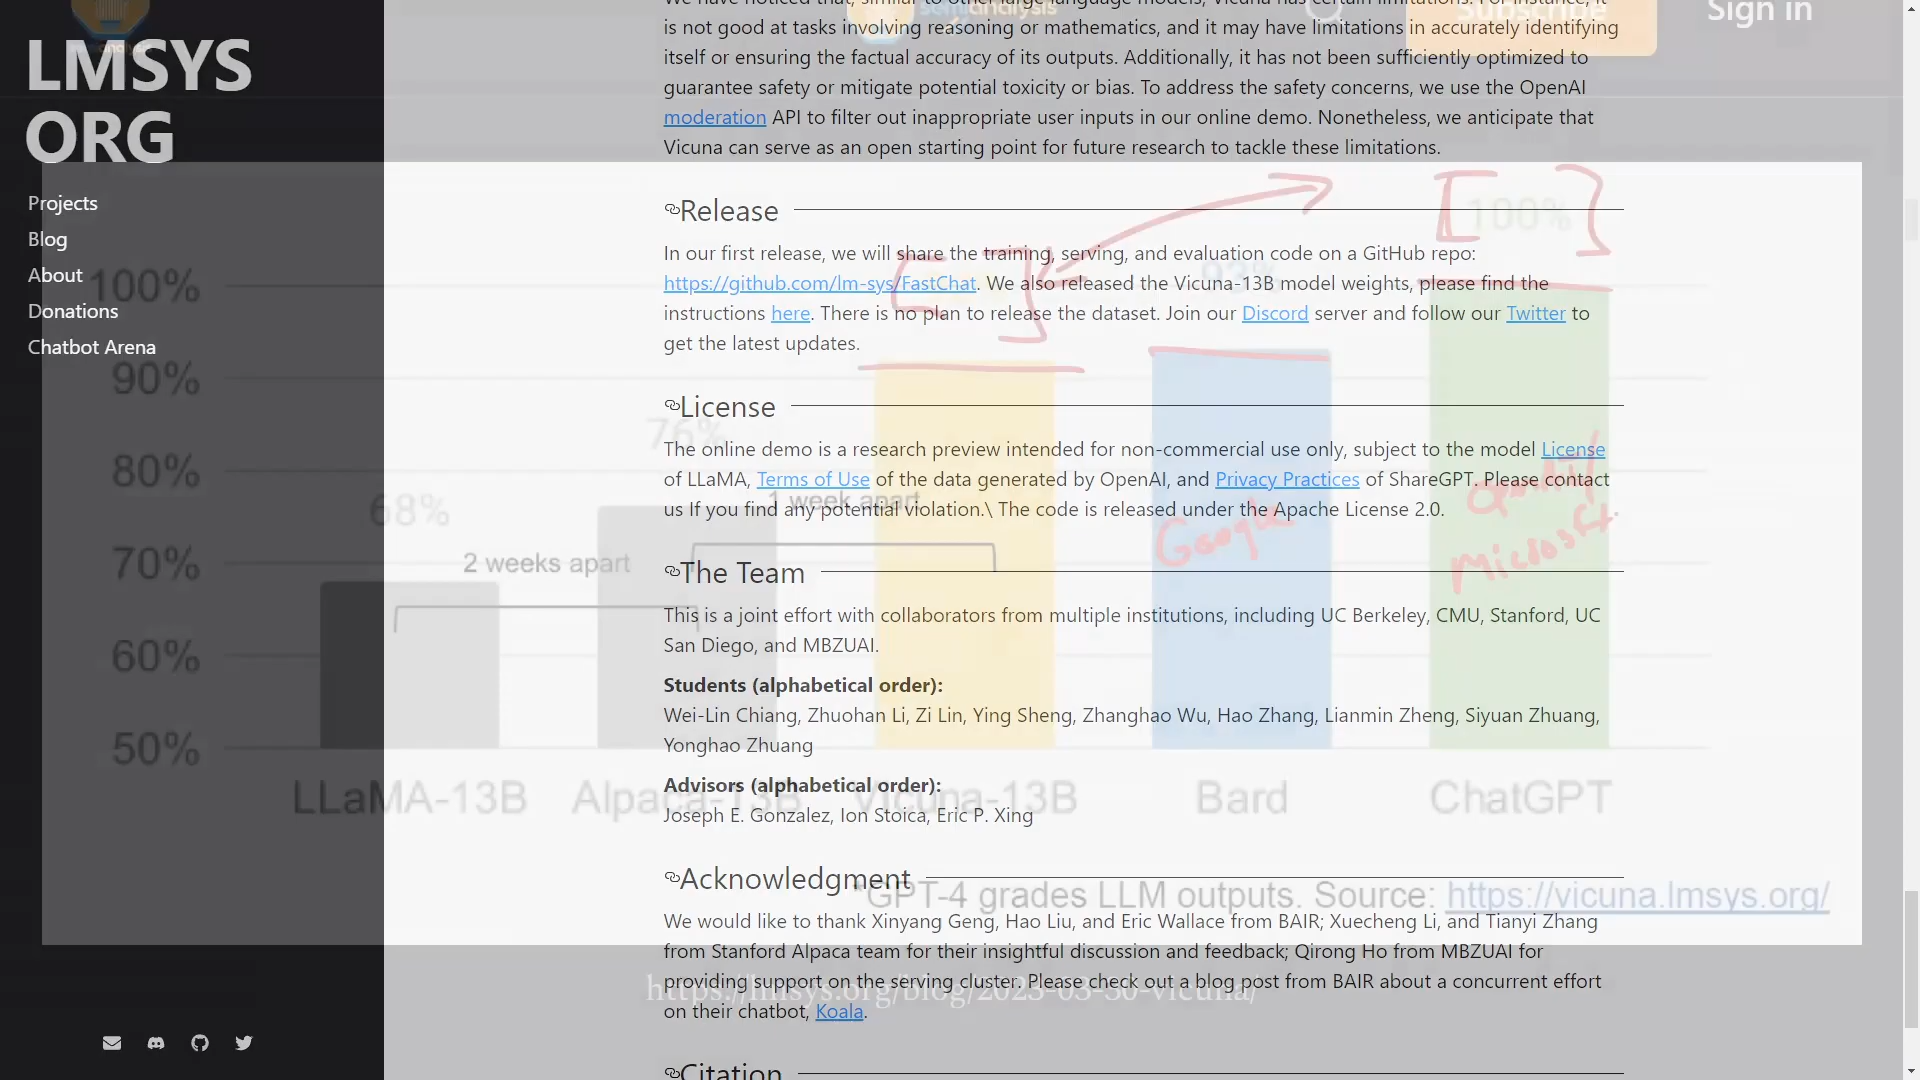 LMSYS
ORG
Projects
Blog
About
Donations
Chatbot Arena
semianalysis
Subscribe
Sign in
We have noticed that, similar to other large language models, Vicuna has certain limitations. For instance, it
is not good at tasks involving reasoning or mathematics, and it may have limitations in accurately identifying
itself or ensuring the factual accuracy of its outputs. Additionally, it has not been sufficiently optimized to
guarantee safety or mitigate potential toxicity or bias. To address the safety concerns, we use the OpenAI
moderation API to filter out inappropriate user inputs in our online demo. Nonetheless, we anticipate that
Vicuna can serve as an open starting point for future research to tackle these limitations.
Release
In our first release, we will share the training, serving, and evaluation code on a GitHub repo:
https://github.com/lm-sys/FastChat. We also released the Vicuna-13B model weights, please find the
instructions here. There is no plan to release the dataset. Join our Discord server and follow our Twitter to
get the latest updates.
License
The online demo is a research preview intended for non-commercial use only, subject to the model License
of LLaMA, Terms of Use of the data generated by OpenAI, and Privacy Practices of ShareGPT. Please contact
us If you find any potential violation.\ The code is released under the Apache License 2.0.
The Team
This is a joint effort with collaborators from multiple institutions, including UC Berkeley, CMU, Stanford, UC
San Diego, and MBZUAI.
Students (alphabetical order):
Wei-Lin Chiang, Zhuohan Li, Zi Lin, Ying Sheng, Zhanghao Wu, Hao Zhang, Lianmin Zheng, Siyuan Zhuang,
Yonghao Zhuang
Advisors (alphabetical order):
Joseph E. Gonzalez, Ion Stoica, Eric P. Xing
Acknowledgment
We would like to thank Xinyang Geng, Hao Liu, and Eric Wallace from BAIR; Xuecheng Li, and Tianyi Zhang
from Stanford Alpaca team for their insightful discussion and feedback; Qirong Ho from MBZUAI for
providing support on the serving cluster. Please check out a blog post from BAIR about a concurrent effort
on their chatbot, Koala.
Citation
100%
90%
80%
70%
60%
50%
68%
76%
93%
100%
2 weeks apart
1 week apart
Google
Microsoft
LLaMA-13B
Alpaca-13B
Vicuna-13B
Bard
ChatGPT
*GPT-4 grades LLM outputs. Source: https://vicuna.lmsys.org/
https://lmsys.org/blog/2023-03-30-vicuna/